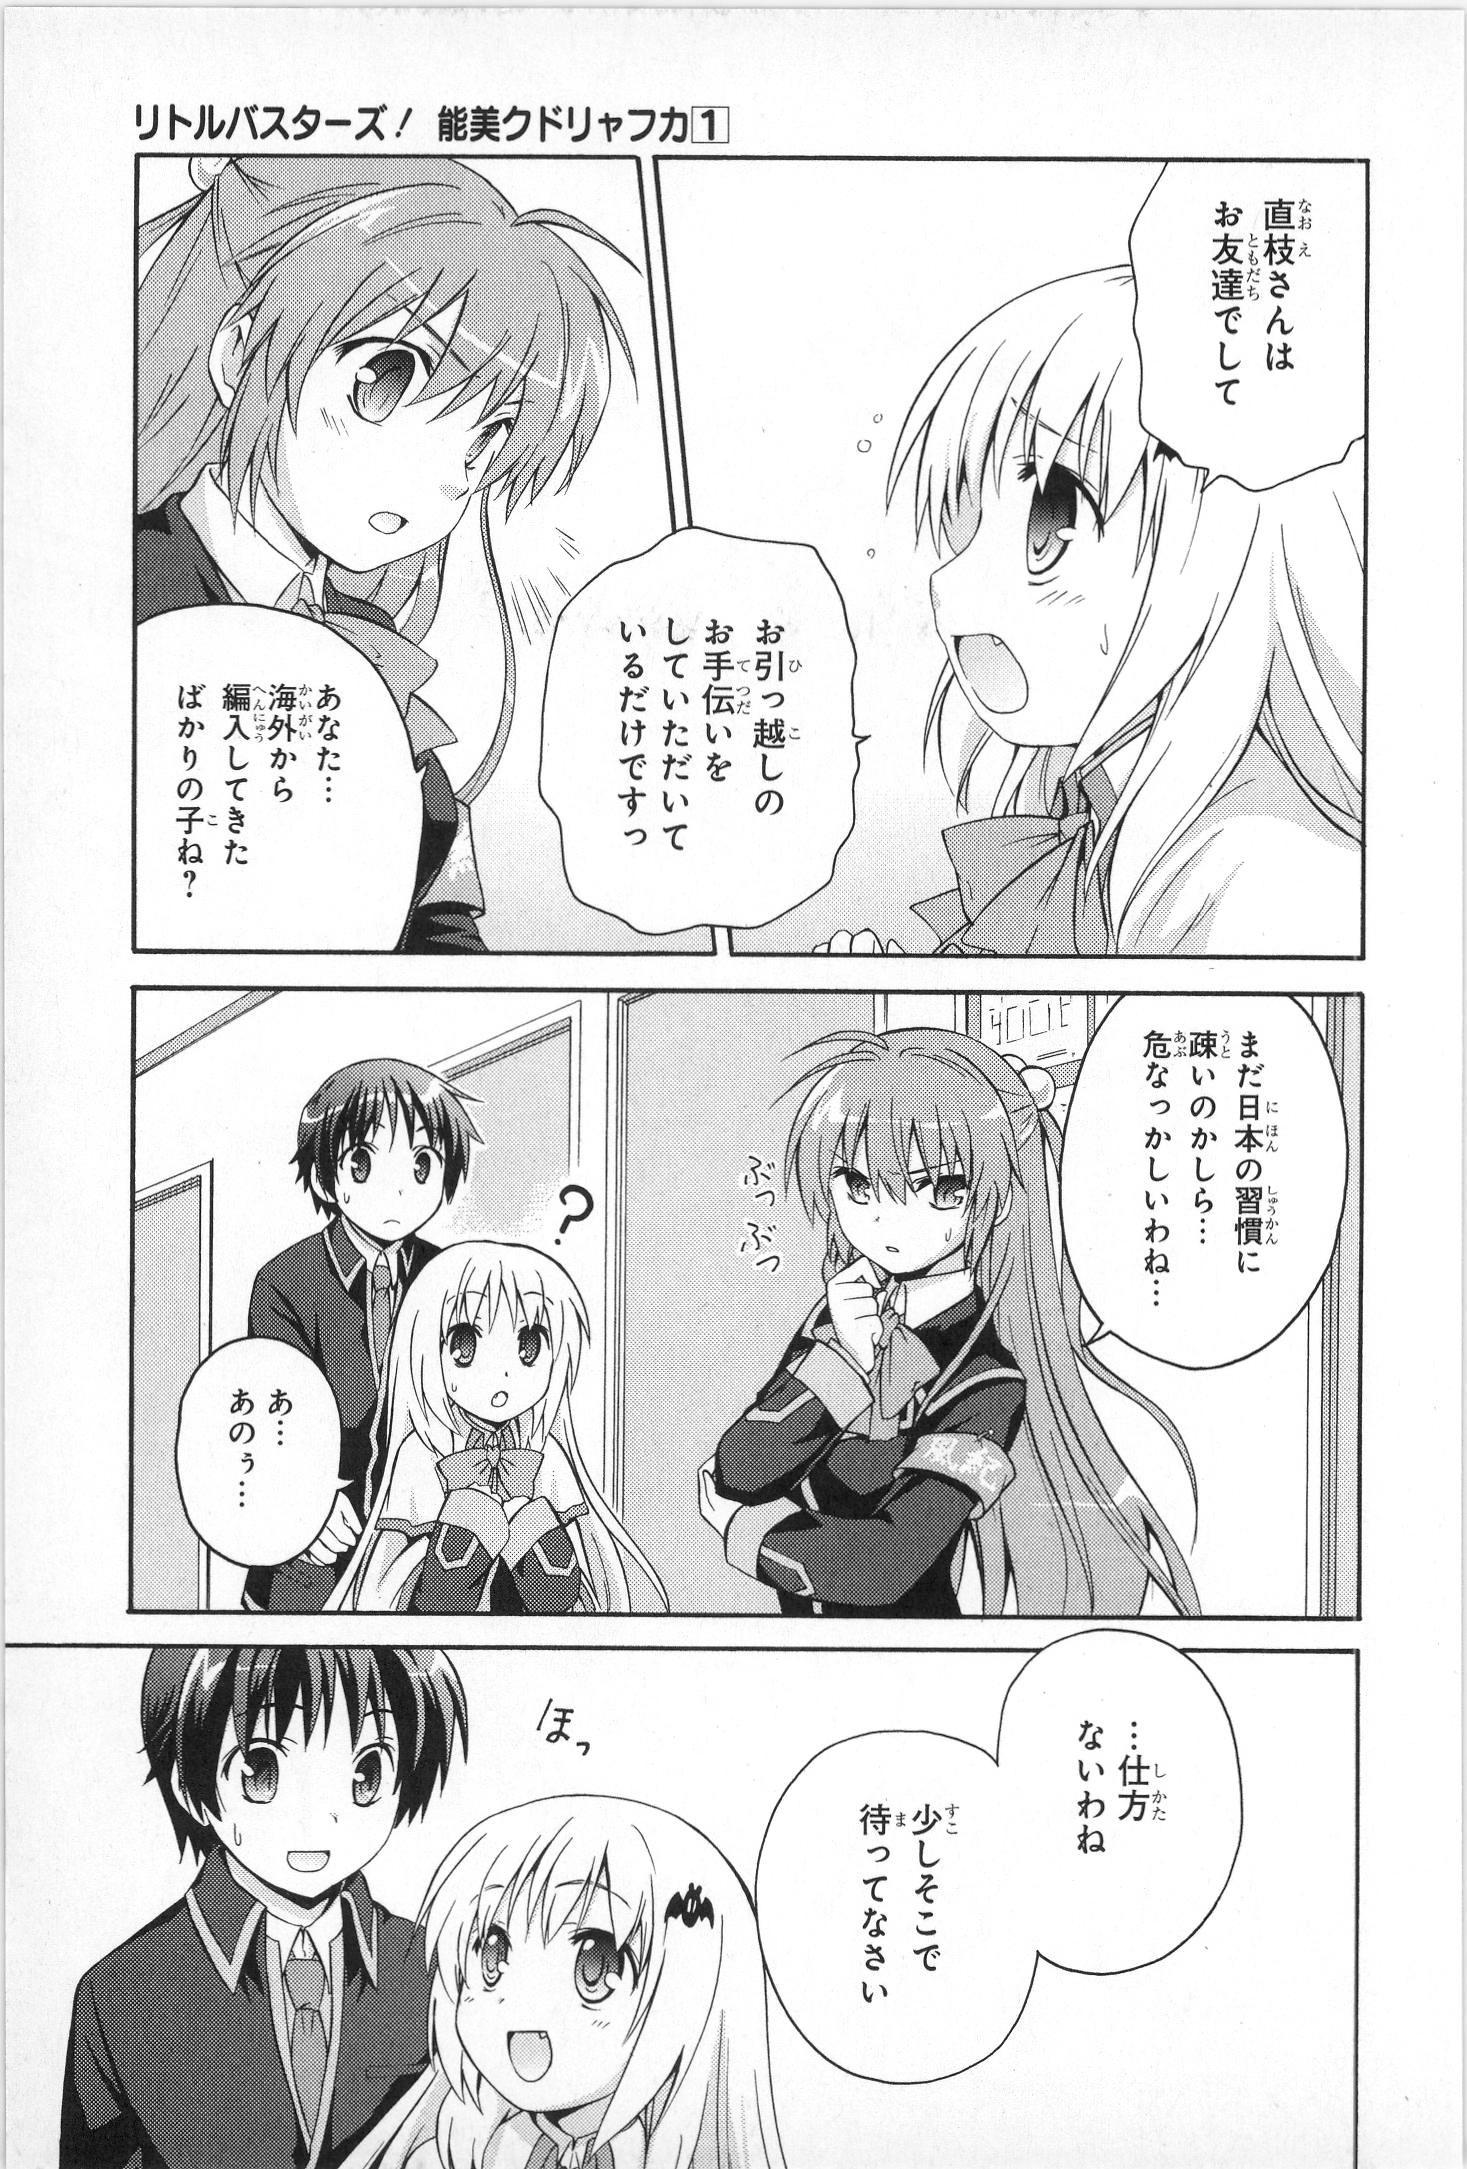 リトルバスターズ! 能美クドリャフカ1
直枝さんは
お友達でして
お引っ越しの
お手伝いを
していただいて
いるだけですっ
あなた…
海外から
編入してきた
ばかりの子ね?
まだ日本の習慣に
疎いのかしら…
危なっかしいわね…
ぶっ
ぶっ
風紀
?
あ…
あのぅ…
…仕方
ないわね
少しそこで
待ってなさい
ほっ